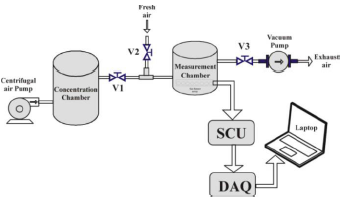 Fresh
air
V2
V3
Vacuum
Pump
Exhaust
air
Measurement
Chamber
Centrifugal
air Pump
Concentration
Chamber
V1
SCU
Laptop
DAQ